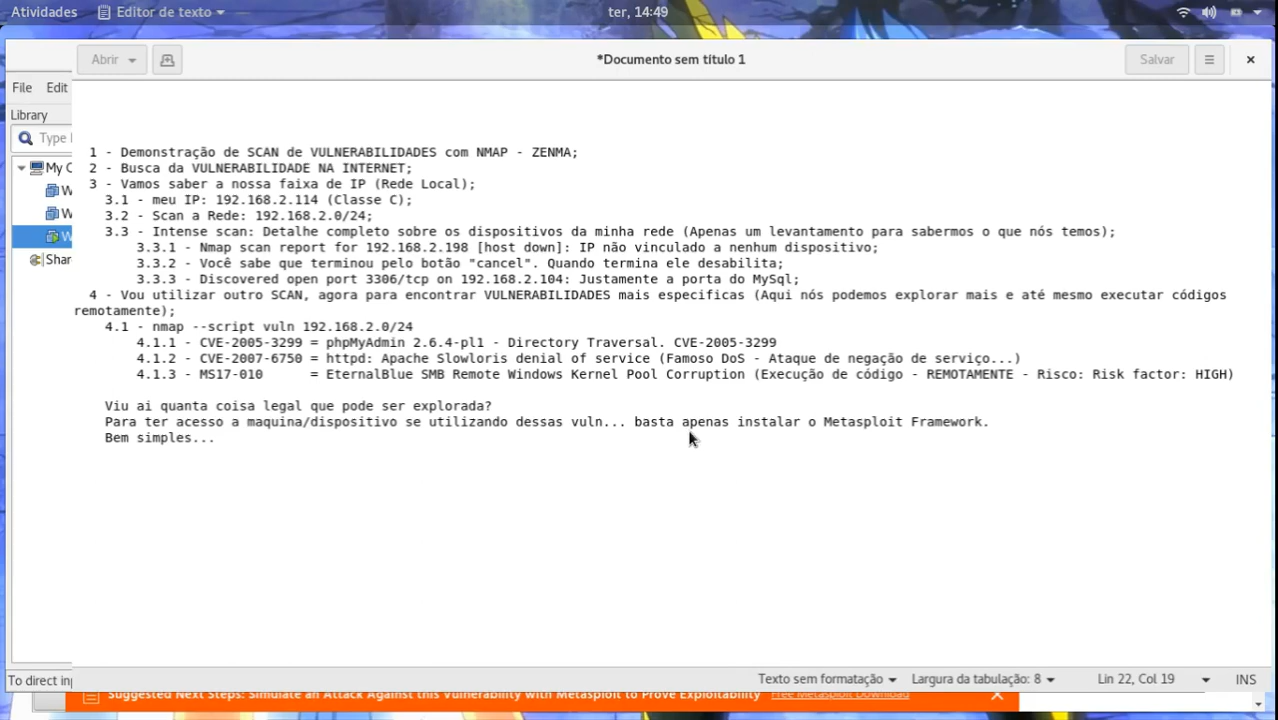 Atividades Editor de texto ter, 14:49
Abrir *Documento sem título 1 Salvar
File Edit
Library
Type
My C
W
W
W
Shar
1 - Demonstração de SCAN de VULNERABILIDADES com NMAP - ZENMA;
2 - Busca da VULNERABILIDADE NA INTERNET;
3 - Vamos saber a nossa faixa de IP (Rede Local);
3.1 - meu IP: 192.168.2.114 (Classe C);
3.2 - Scan a Rede: 192.168.2.0/24;
3.3 - Intense scan: Detalhe completo sobre os dispositivos da minha rede (Apenas um levantamento para sabermos o que nós temos);
3.3.1 - Nmap scan report for 192.168.2.198 [host down]: IP não vinculado a nenhum dispositivo;
3.3.2 - Você sabe que terminou pelo botão "cancel". Quando termina ele desabilita;
3.3.3 - Discovered open port 3306/tcp on 192.168.2.104: Justamente a porta do MySql;
4 - Vou utilizar outro SCAN, agora para encontrar VULNERABILIDADES mais especificas (Aqui nós podemos explorar mais e até mesmo executar códigos
remotamente);
4.1 - nmap --script vuln 192.168.2.0/24
4.1.1 - CVE-2005-3299 = phpMyAdmin 2.6.4-pl1 - Directory Traversal. CVE-2005-3299
4.1.2 - CVE-2007-6750 = httpd: Apache Slowloris denial of service (Famoso DoS - Ataque de negação de serviço...)
4.1.3 - MS17-010 = EternalBlue SMB Remote Windows Kernel Pool Corruption (Execução de código - REMOTAMENTE - Risco: Risk factor: HIGH)
Viu ai quanta coisa legal que pode ser explorada?
Para ter acesso a maquina/dispositivo se utilizando dessas vuln... basta apenas instalar o Metasploit Framework.
Bem simples...
To direct inp
Texto sem formatação Largura da tabulação: 8 Lin 22, Col 19 INS
Suggested Next Steps: Simulate an Attack Against this Vulnerability with Metasploit to Prove Exploitability Free Metasploit Download